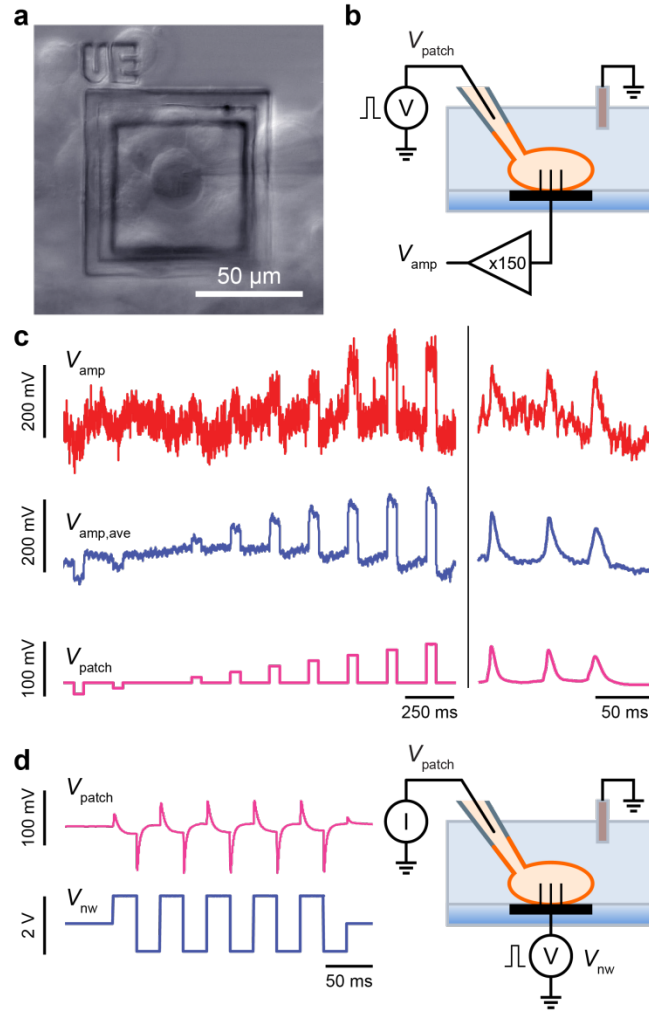 a
UE
50 µm
b
V patch
V
V amp
x150
c
V amp
200 mV
V amp,ave
200 mV
V patch
100 mV
250 ms
50 ms
d
V patch
100 mV
V nw
2 V
50 ms
V patch
I
V
V nw